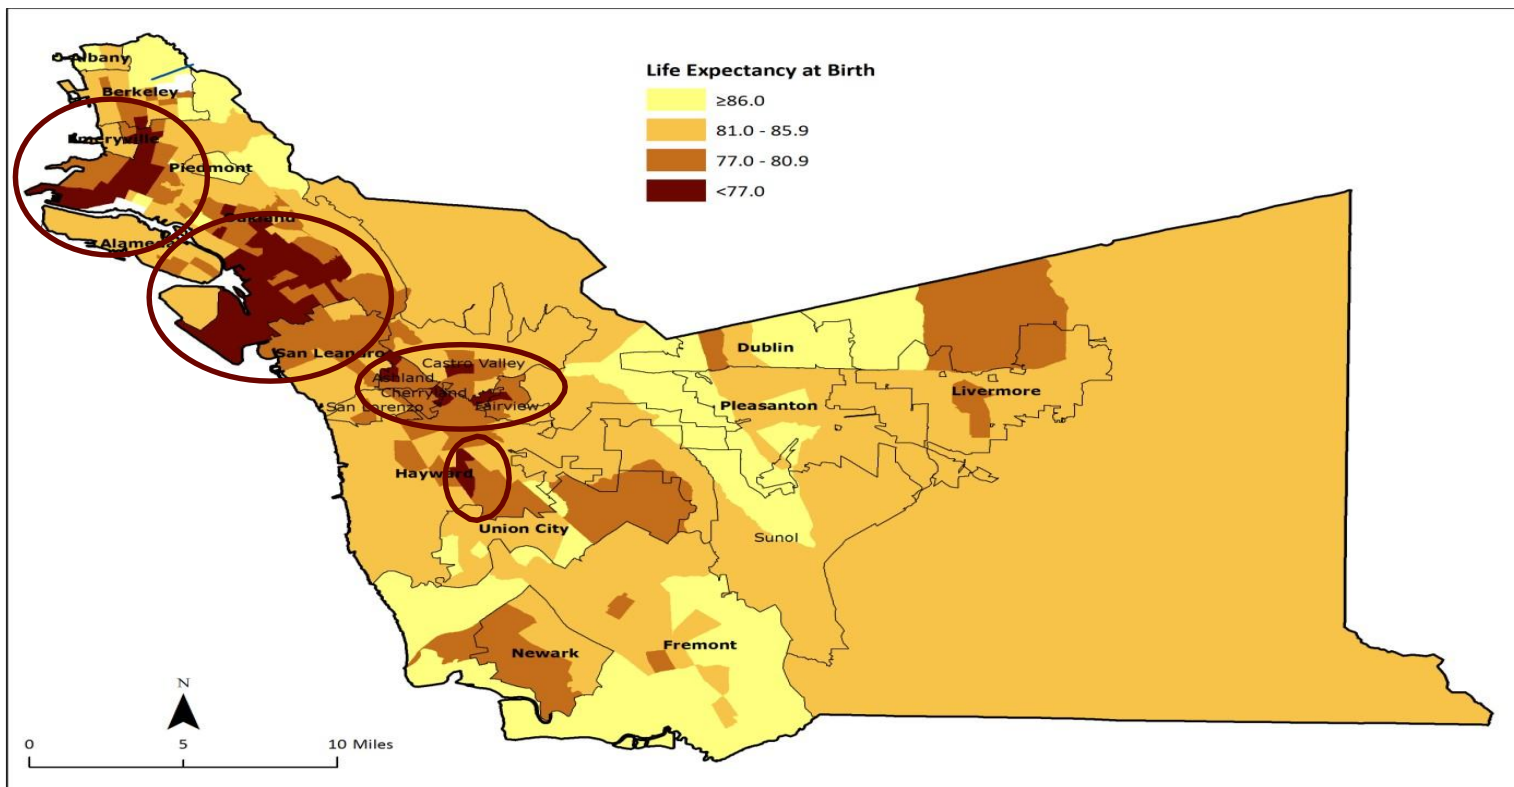 Albany
Berkeley
Emeryville
Piedmont
Oakland
Alameda
San Leandro
Castro Valley
Ashland
Cherryland
San Lorenzo
Fairview
Hayward
Union City
Newark
Fremont
Sunol
Dublin
Pleasanton
Livermore
Life Expectancy at Birth
≥86.0
81.0 - 85.9
77.0 - 80.9
<77.0
N
0 5 10 Miles